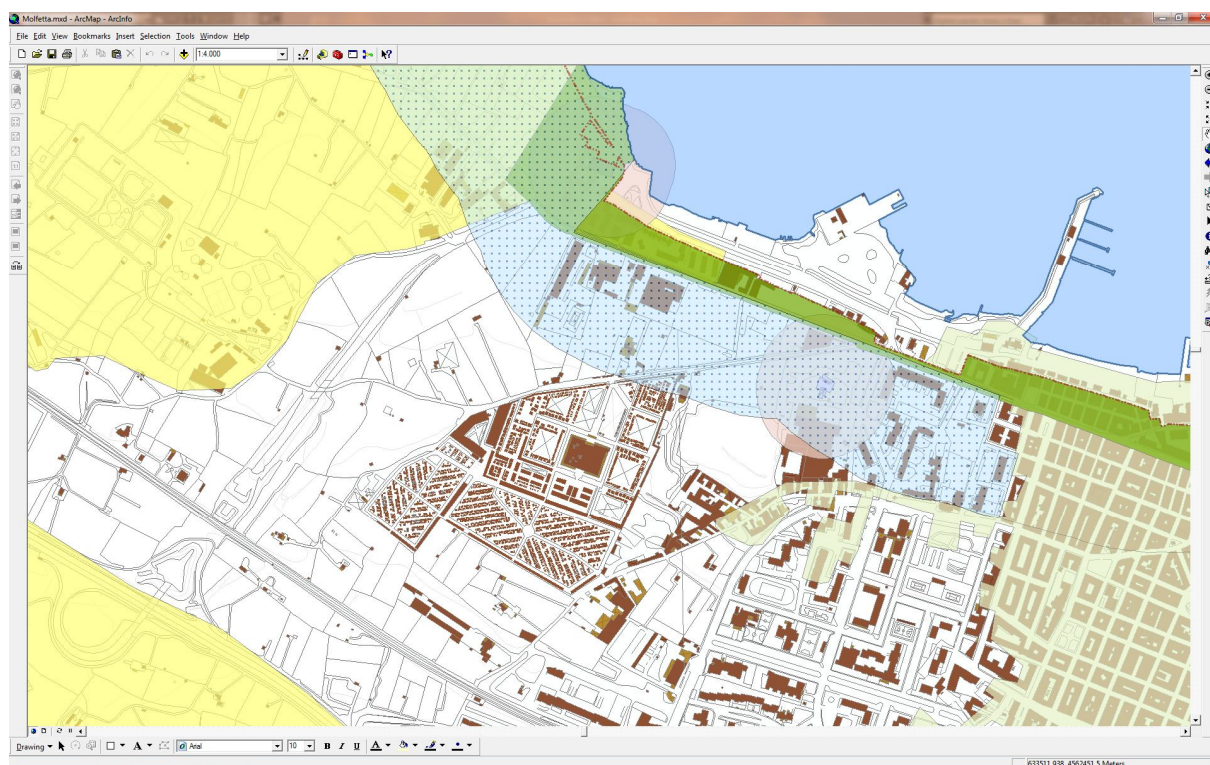 Molfetta.mxd - ArcMap - ArcInfo
File Edit View Bookmarks Insert Selection Tools Window Help
1:4.000
Drawing A Arial 10 B I U A
633511,938 4562451,5 Meters